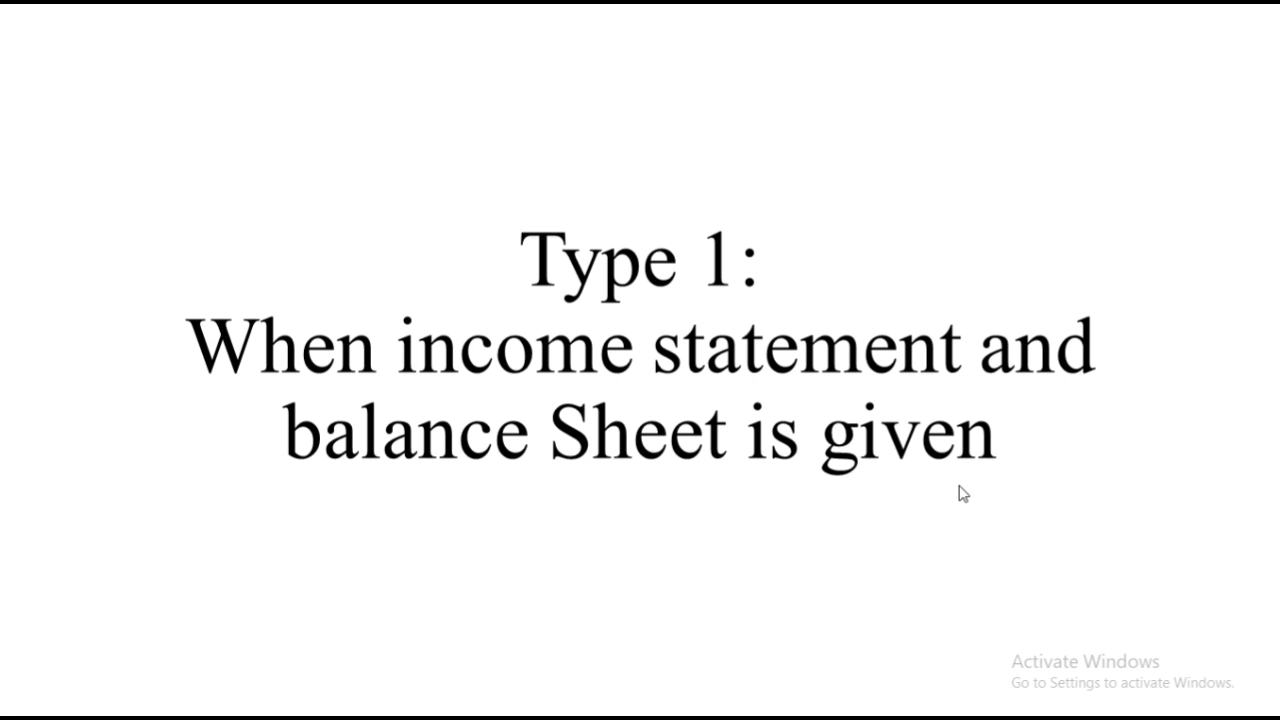 Type 1:
When income statement and
balance Sheet is given
Activate Windows
Go to Settings to activate Windows.